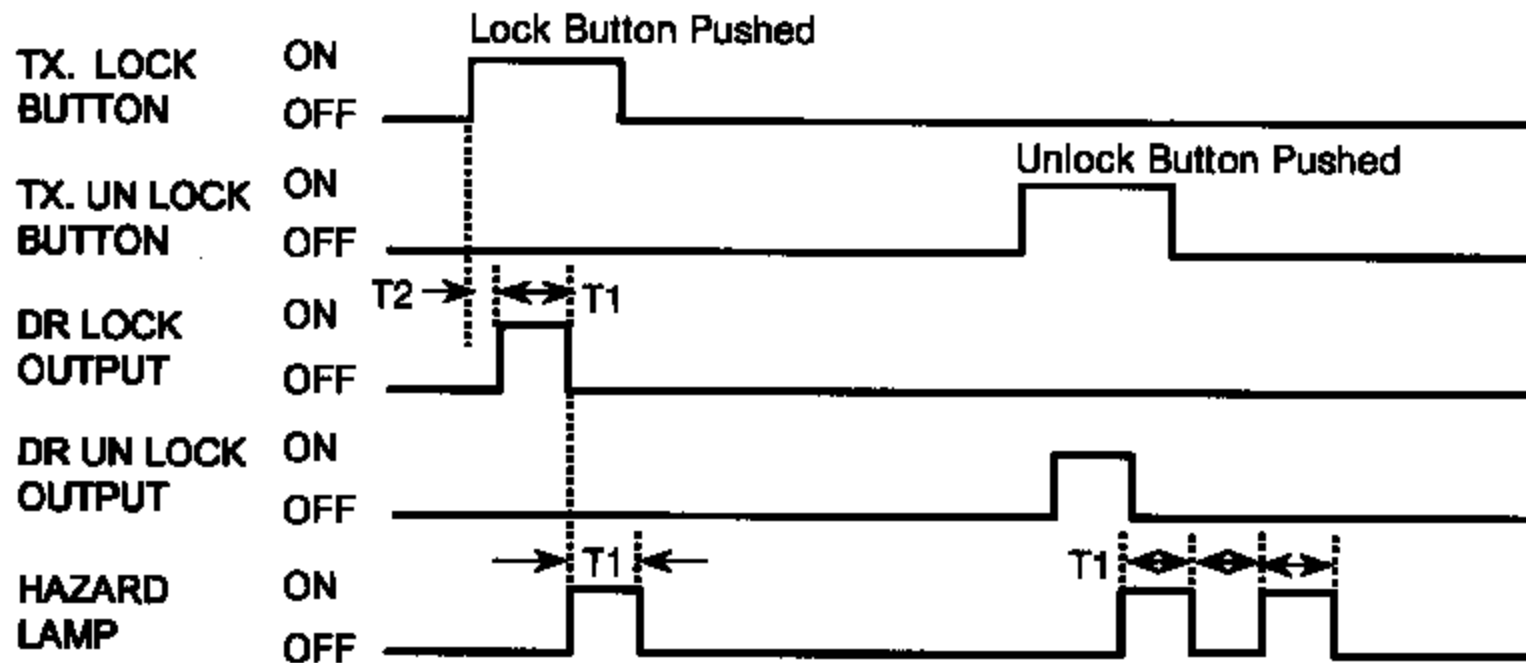 Lock Button Pushed
TX. LOCK BUTTON
ON
OFF
Unlock Button Pushed
TX. UN LOCK BUTTON
ON
OFF
T2
T1
DR LOCK OUTPUT
ON
OFF
DR UN LOCK OUTPUT
ON
OFF
T1
T1
HAZARD LAMP
ON
OFF